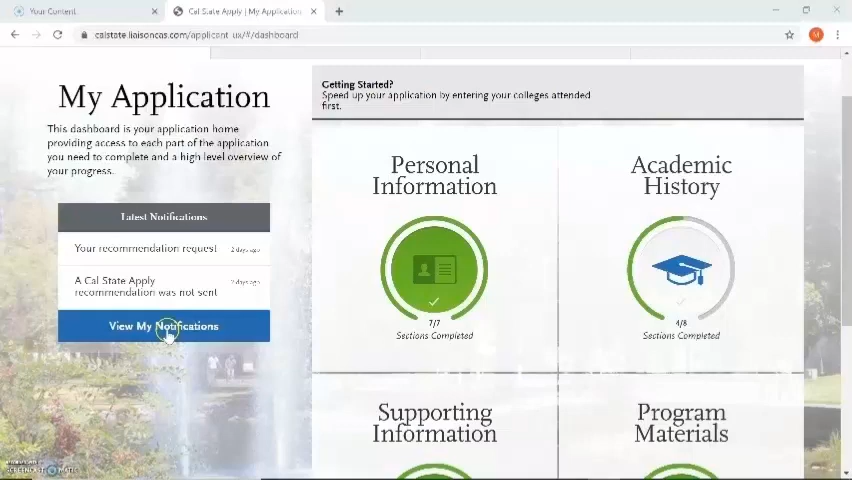 Your Content
Cal State Apply | My Application
calstate.liaisoncas.com/applicant-ux/#/dashboard
M
My Application
This dashboard is your application home
providing access to each part of the application
you need to complete and a high level overview of
your progress.
Latest Notifications
Your recommendation request
2 days ago
A Cal State Apply
recommendation was not sent
2 days ago
View My Notifications
Getting Started?
Speed up your application by entering your colleges attended
first.
Personal
Information
7/7
Sections Completed
Academic
History
4/8
Sections Completed
Supporting
Information
Program
Materials
SCREENCAST
MATIC